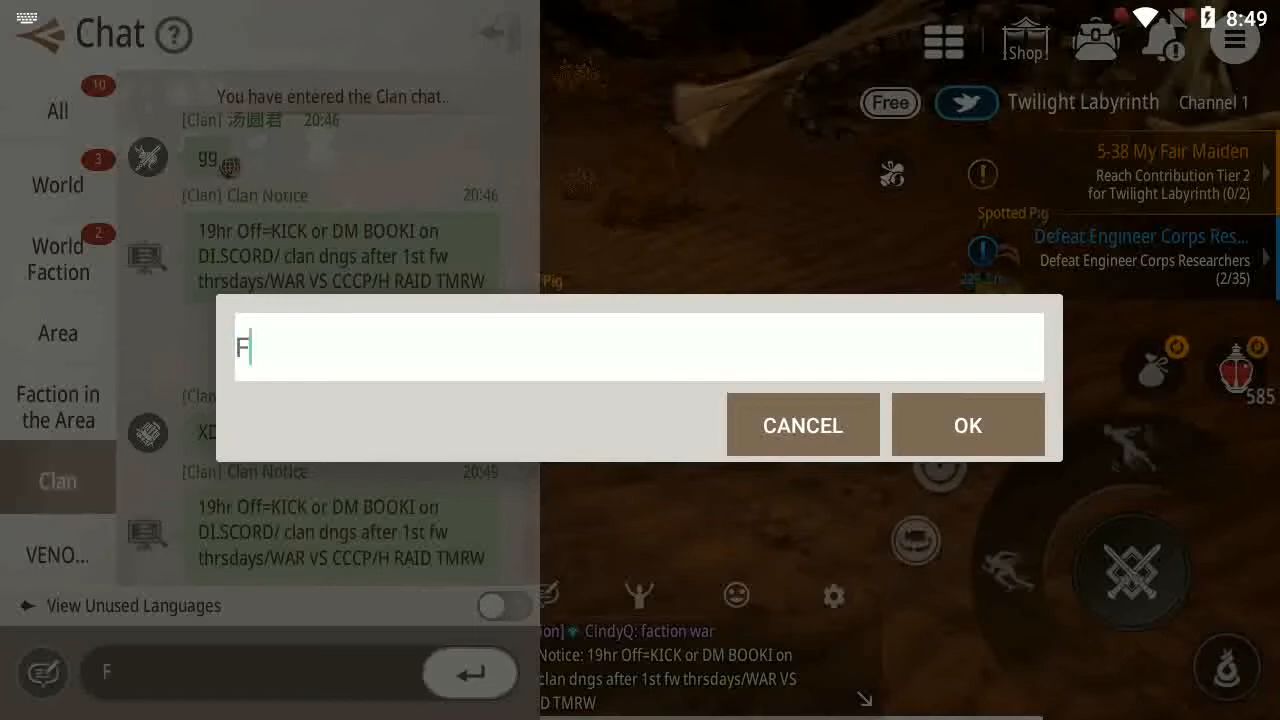 Chat ?
8:49
Shop
All
10
World
3
World
Faction
2
Area
Faction in
the Area
Clan
VENO...
You have entered the Clan chat..
[Clan] 汤圆君 20:46
gg
[Clan] Clan Notice 20:46
19hr Off=KICK or DM BOOKI on
DI.SCORD/ clan dngs after 1st fw
thrsdays/WAR VS CCCP/H RAID TMRW
[Clan
XD
[Clan] Clan Notice 20:49
19hr Off=KICK or DM BOOKI on
DI.SCORD/ clan dngs after 1st fw
thrsdays/WAR VS CCCP/H RAID TMRW
View Unused Languages
F
F
CANCEL
OK
Free
Twilight Labyrinth Channel 1
5-38 My Fair Maiden
Reach Contribution Tier 2
for Twilight Labyrinth (0/2)
Spotted Pig
Defeat Engineer Corps Res...
Defeat Engineer Corps Researchers
(2/35)
Pig
585
ion] CindyQ: faction war
Notice: 19hr Off=KICK or DM BOOKI on
clan dngs after 1st fw thrsdays/WAR VS
D TMRW